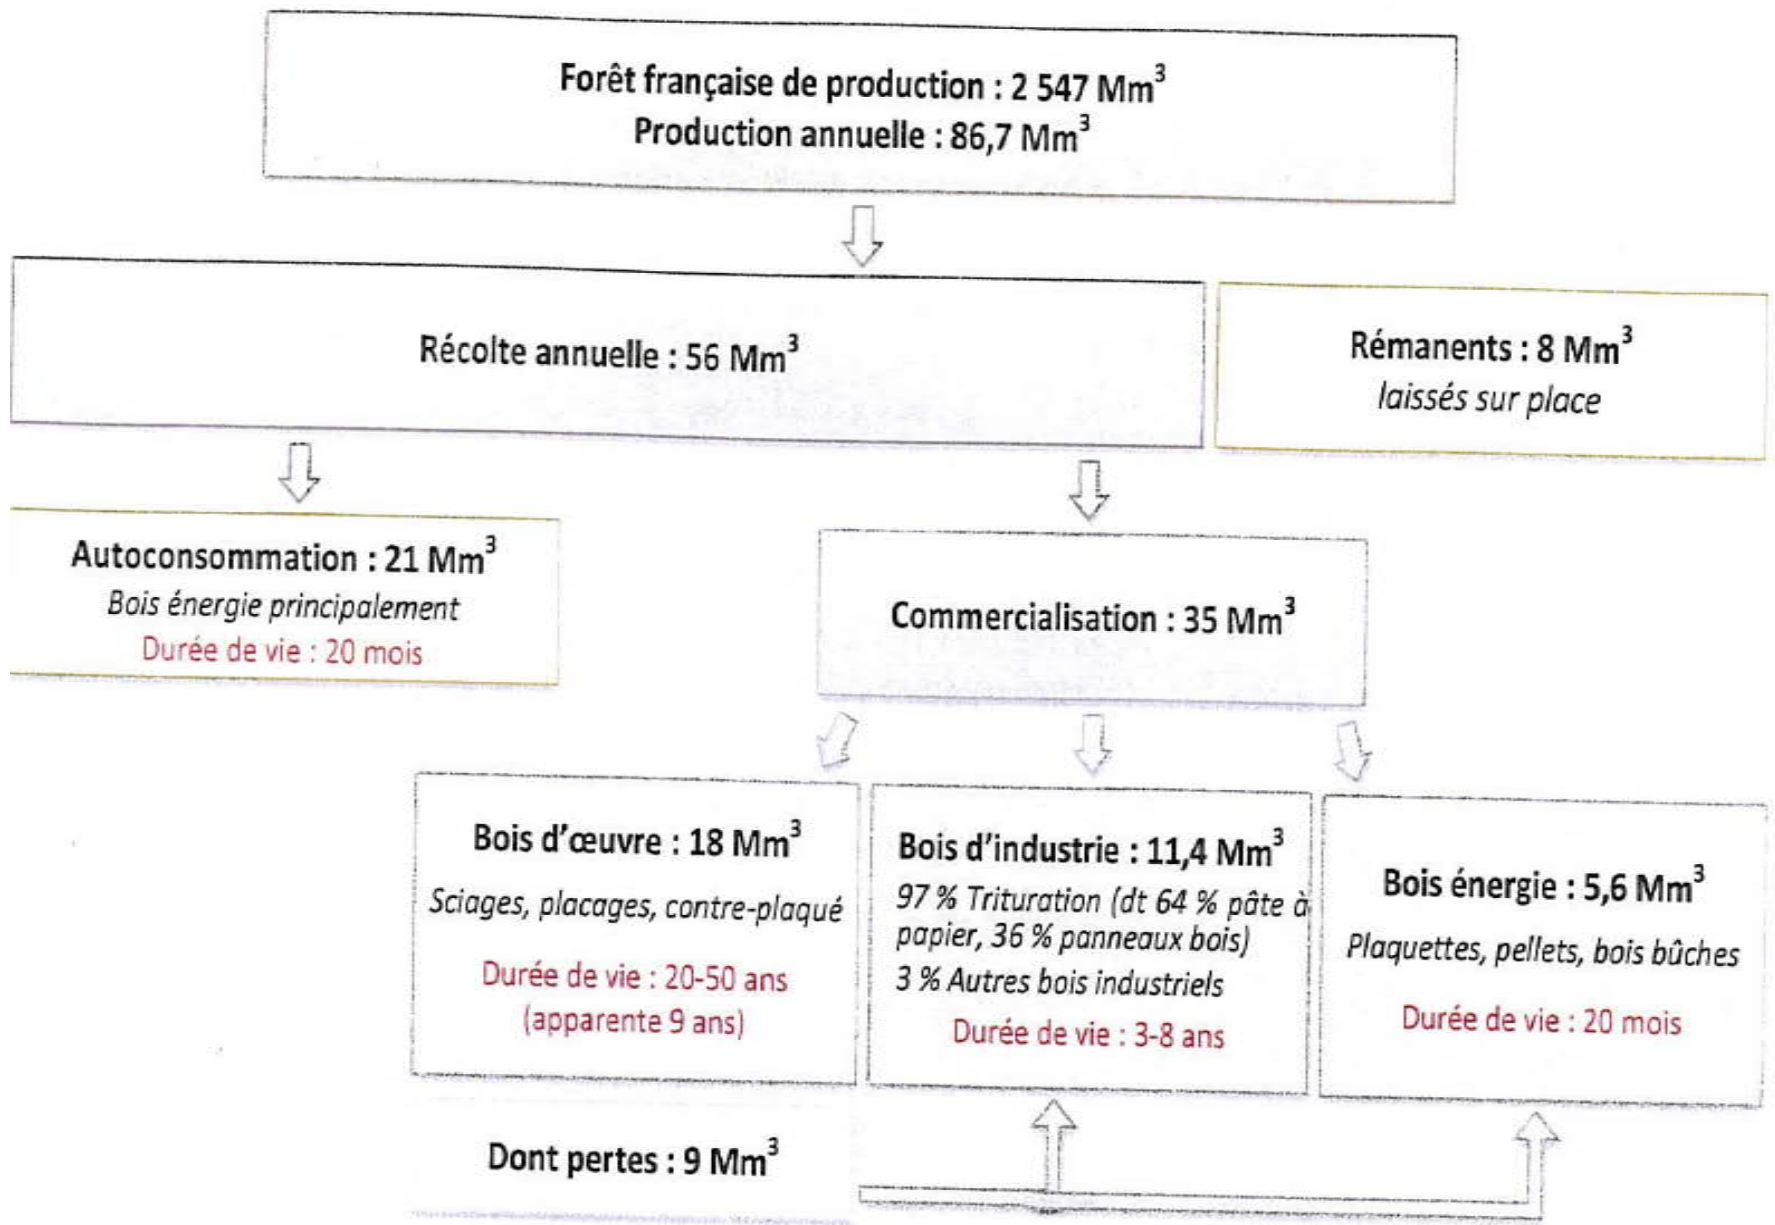 Forêt française de production : 2 547 Mm³
Production annuelle : 86,7 Mm³
Récolte annuelle : 56 Mm³
Rémanents : 8 Mm³
laissés sur place
Autoconsommation : 21 Mm³
Bois énergie principalement
Durée de vie : 20 mois
Commercialisation : 35 Mm³
Bois d'œuvre : 18 Mm³
Sciages, placages, contre-plaqué
Durée de vie : 20-50 ans
(apparente 9 ans)
Bois d'industrie : 11,4 Mm³
97 % Trituration (dt 64 % pâte à
papier, 36 % panneaux bois)
3 % Autres bois industriels
Durée de vie : 3-8 ans
Bois énergie : 5,6 Mm³
Plaquettes, pellets, bois bûches
Durée de vie : 20 mois
Dont pertes : 9 Mm³